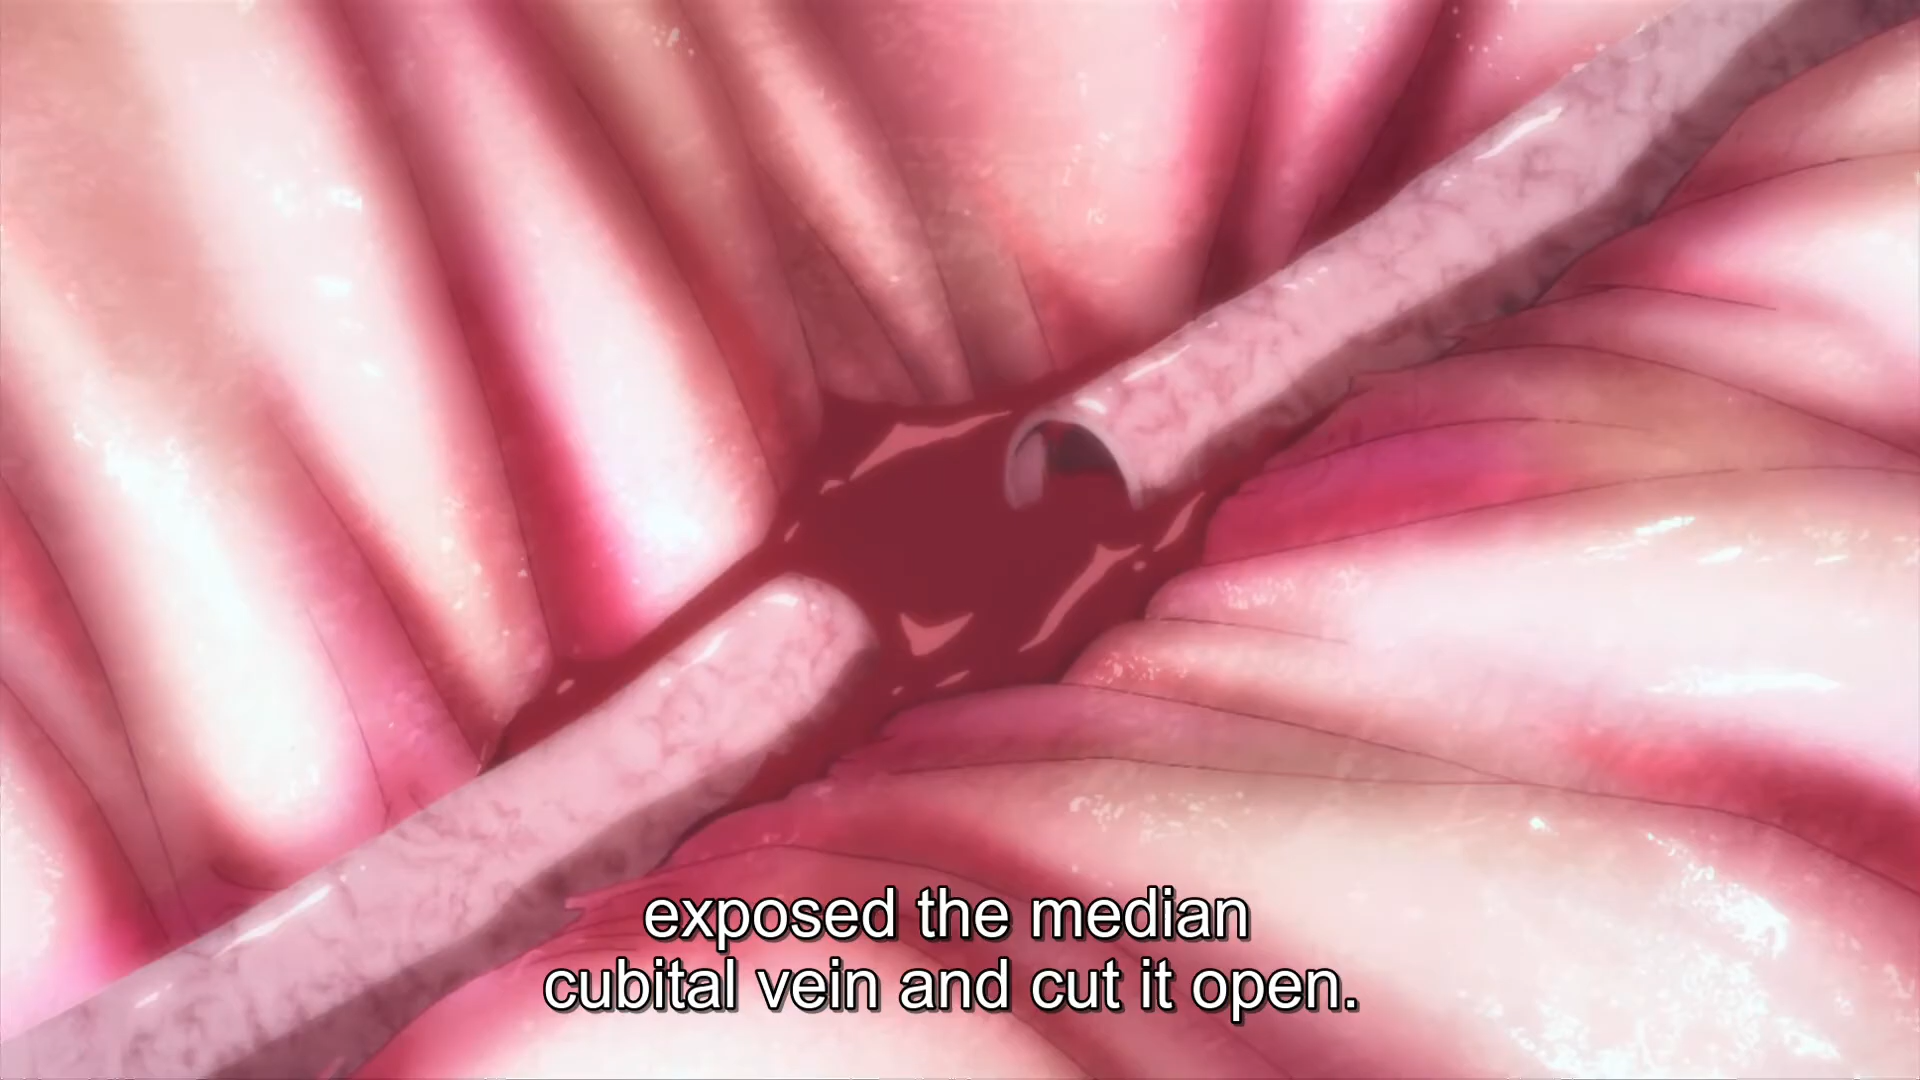 exposed the median
cubital vein and cut it open.